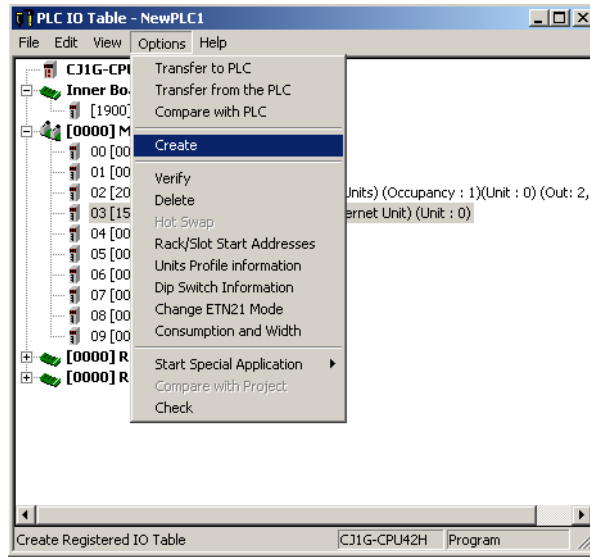 PLC IO Table - NewPLC1
File Edit View Options Help
CJ1G-CPU
Transfer to PLC
Inner Bo
Transfer from the PLC
[1900]
Compare with PLC
[0000] M
Create
00 [00
01 [00
Verify
02 [20
Units) (Occupancy : 1)(Unit : 0) (Out: 2,
Delete
03 [15
ernet Unit) (Unit : 0)
Hot Swap
04 [00
Rack/Slot Start Addresses
05 [00
Units Profile information
06 [00
Dip Switch Information
07 [00
Change ETN21 Mode
08 [00
Consumption and Width
09 [00
[0000] R
Start Special Application
[0000] R
Compare with Project
Check
Create Registered IO Table
CJ1G-CPU42H
Program